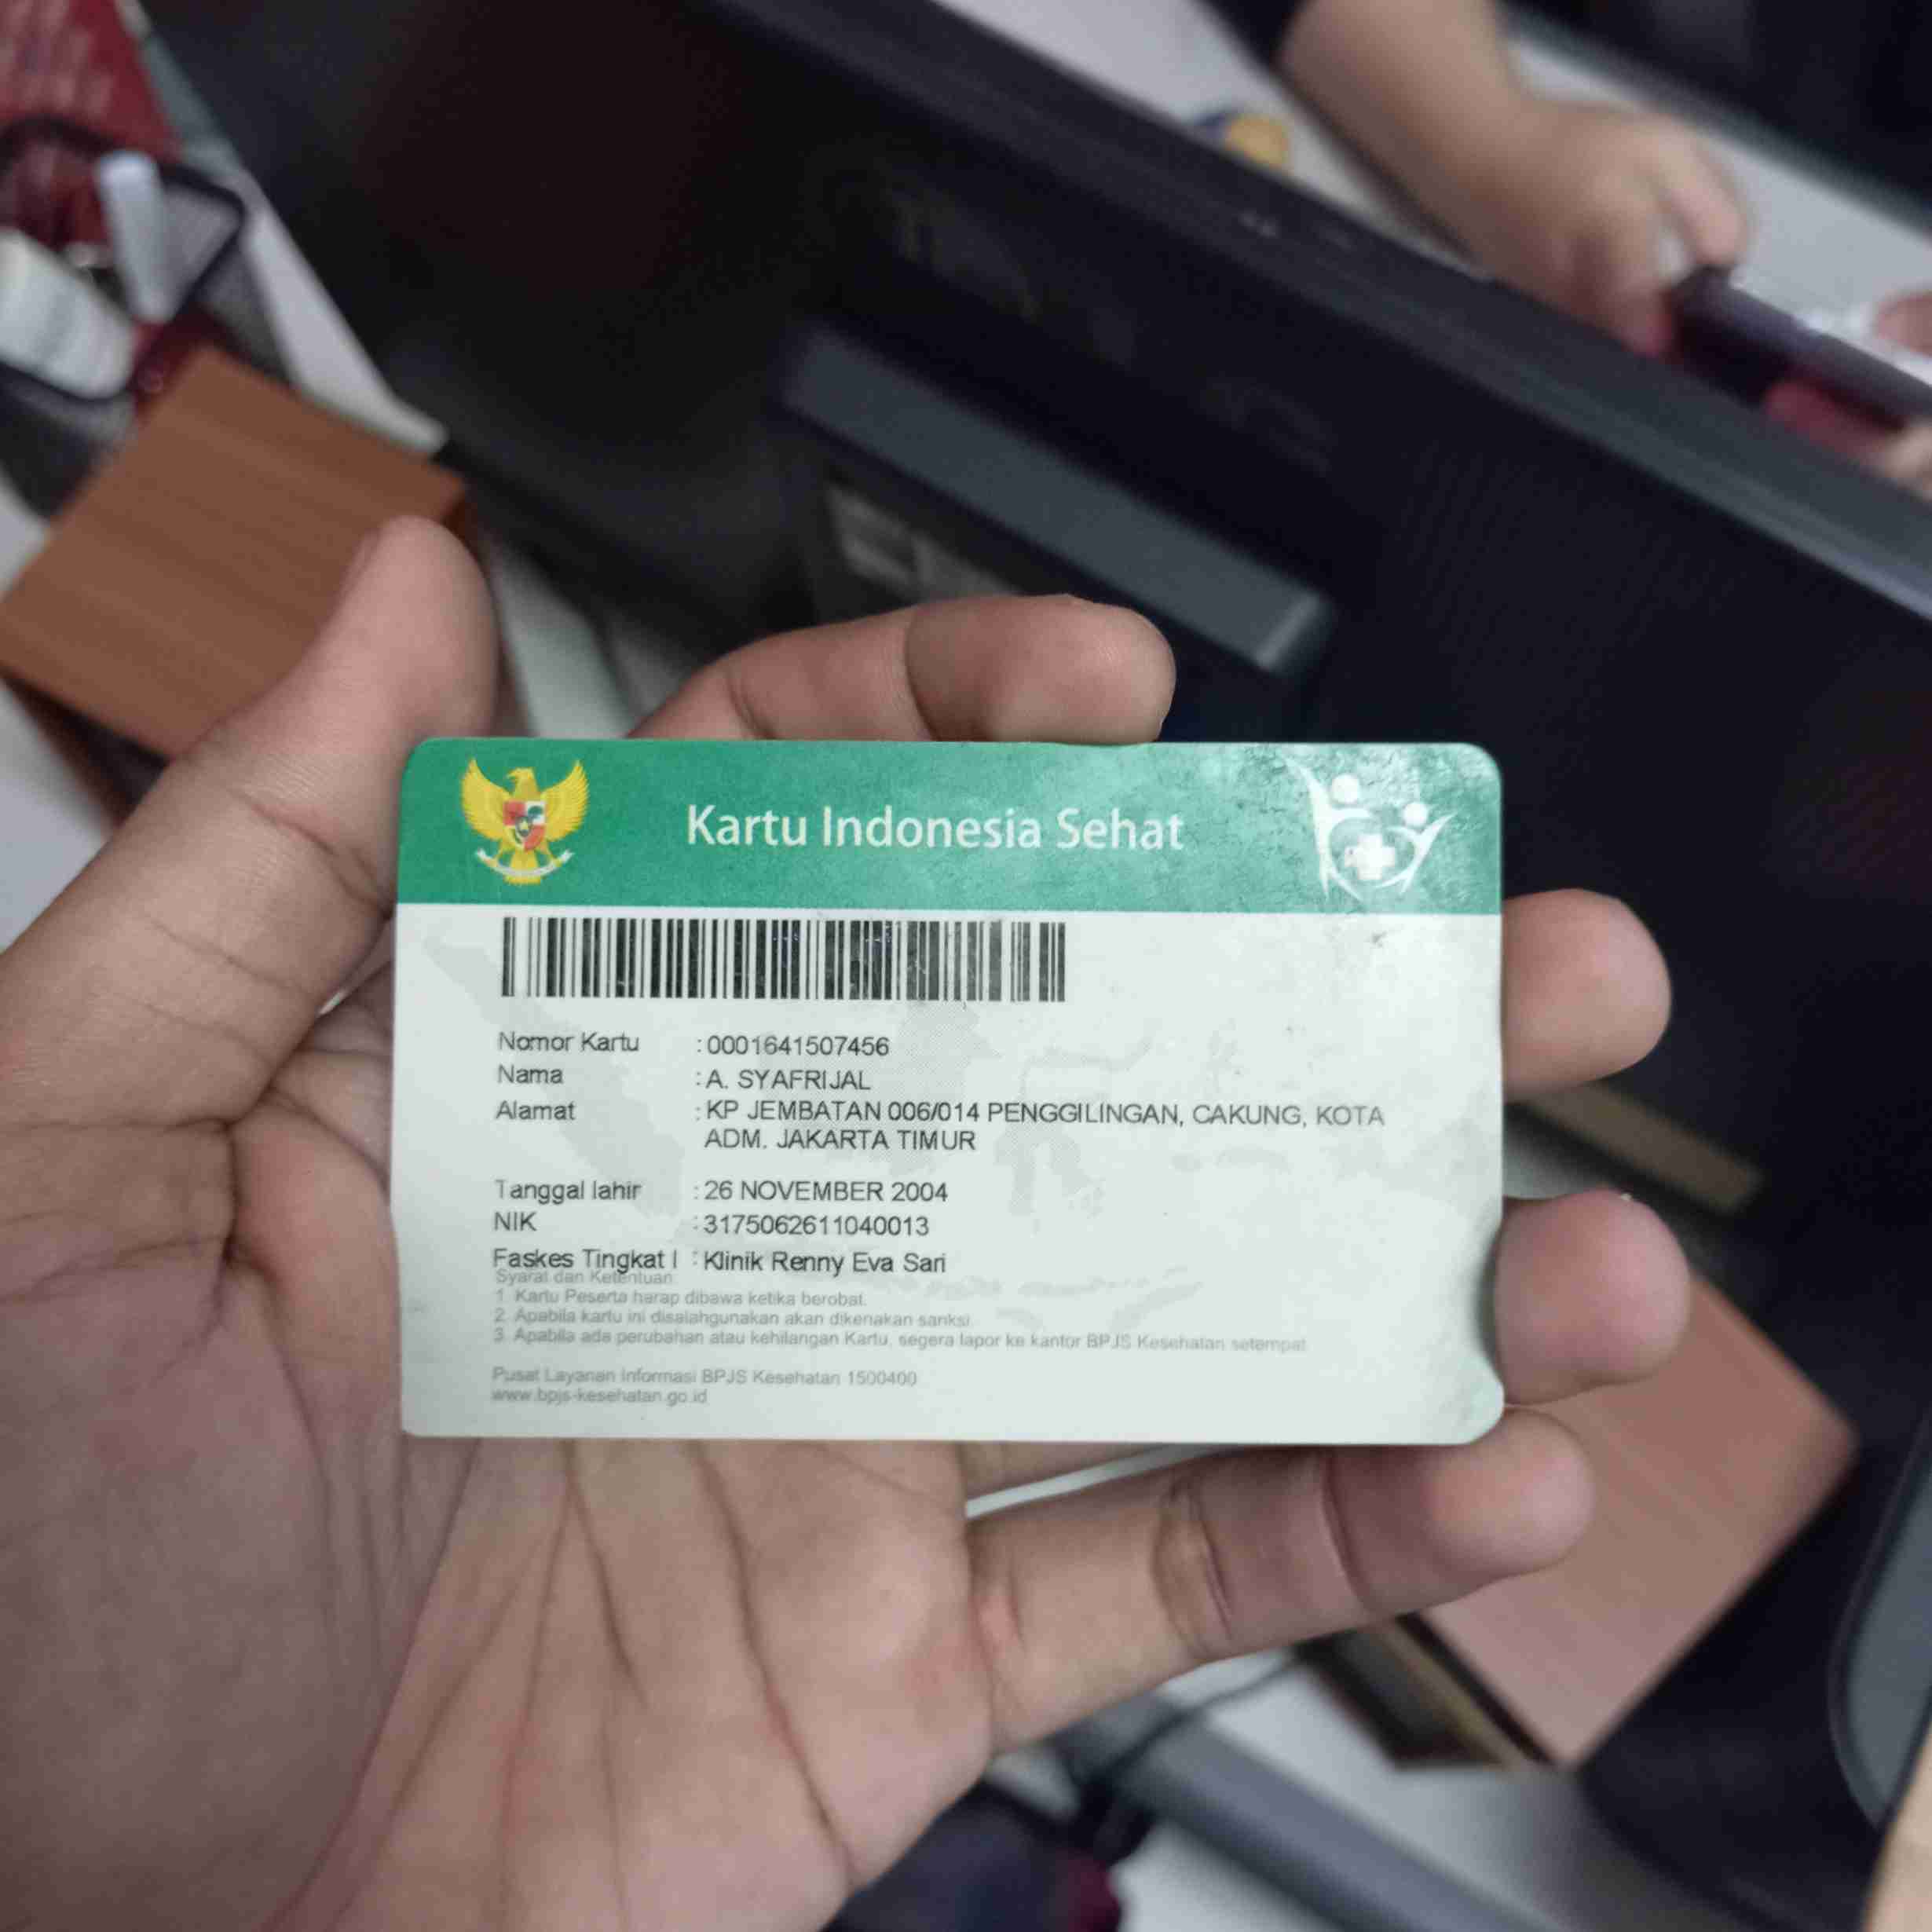 Kartu Indonesia Sehat
Nomor Kartu : 0001641507456
Nama : A. SYAFRIJAL
Alamat : KP JEMBATAN 006/014 PENGGILINGAN, CAKUNG, KOTA
ADM. JAKARTA TIMUR
Tanggal lahir : 26 NOVEMBER 2004
NIK : 3175062611040013
Faskes Tingkat I : Klinik Renny Eva Sari
Syarat dan Ketentuan:
1. Kartu Peserta harap dibawa ketika berobat.
2. Apabila kartu ini disalahgunakan akan dikenakan sanksi.
3. Apabila ada perubahan atau kehilangan Kartu, segera lapor ke kantor BPJS Kesehatan setempat
Pusat Layanan Informasi BPJS Kesehatan 1500400
www.bpjs-kesehatan.go.id